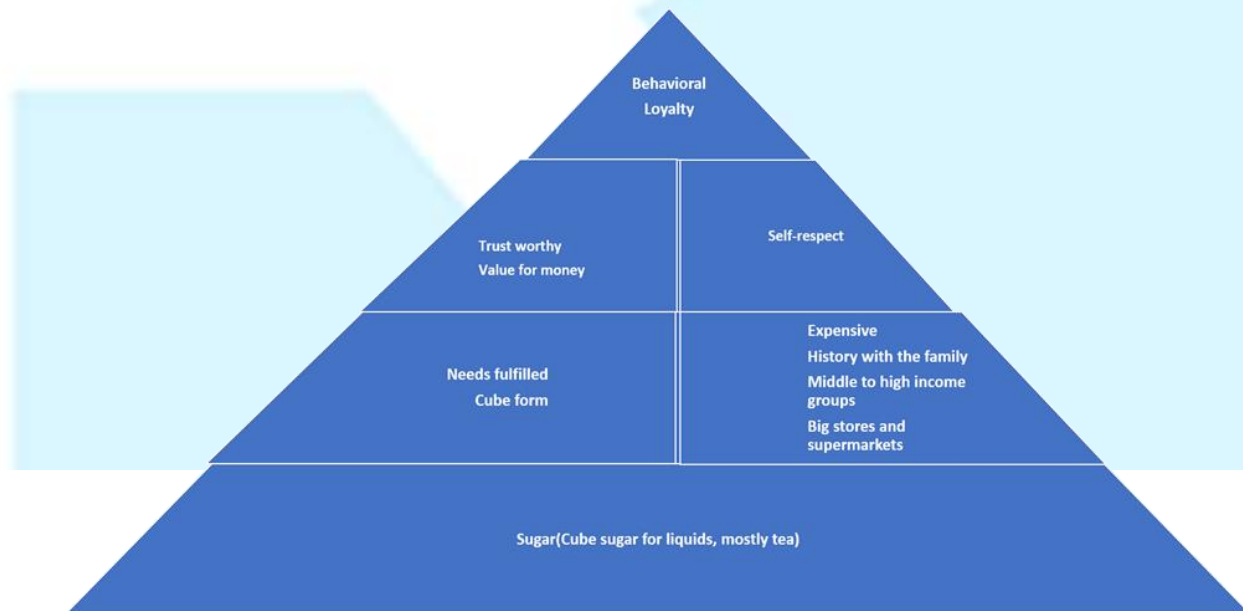 Behavioral
Loyalty
Trust worthy
Value for money
Self-respect
Needs fulfilled
Cube form
Expensive
History with the family
Middle to high income
groups
Big stores and
supermarkets
Sugar(Cube sugar for liquids, mostly tea)